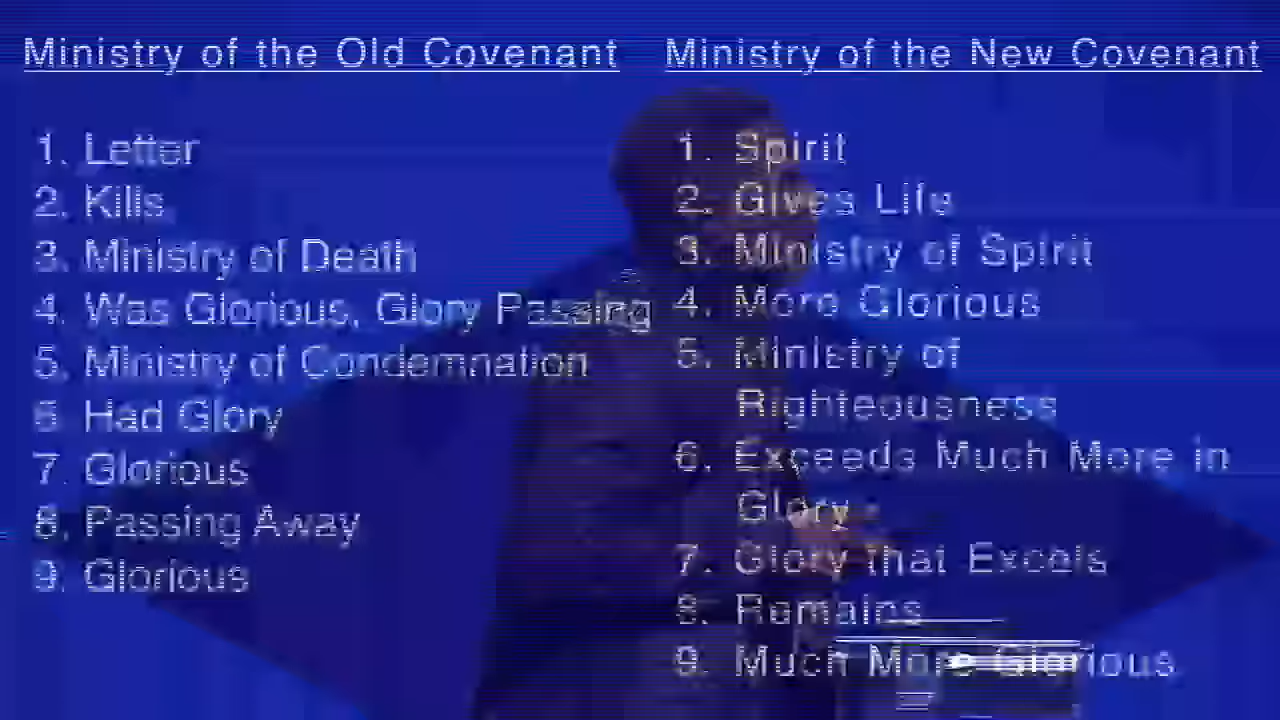 Ministry of the Old Covenant
1. Letter
2. Kills
3. Ministry of Death
4. Was Glorious, Glory Passing
5. Ministry of Condemnation
6. Had Glory
7. Glorious
8. Passing Away
9. Glorious
Ministry of the New Covenant
1. Spirit
2. Gives Life
3. Ministry of Spirit
4. More Glorious
5. Ministry of
Righteousness
6. Exceeds Much More in
Glory
7. Glory that Excels
8. Remains
9. Much More Glorious